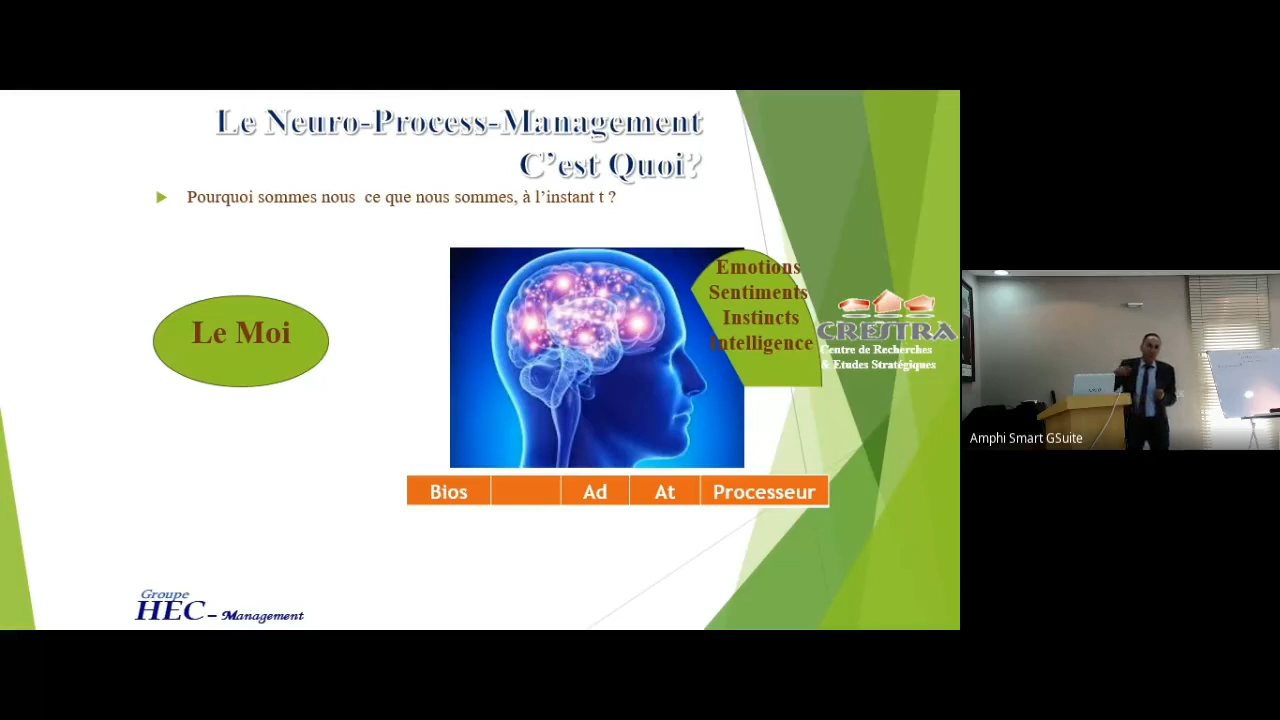 Le Neuro-Process-Management
C'est Quoi?
Pourquoi sommes nous ce que nous sommes, à l'instant t ?
Le Moi
Emotions
Sentiments
Instincts
Intelligence
CRESTRA
Centre de Recherches
& Etudes Stratégiques
Bios Ad At Processeur
Groupe
HEC - Management
Amphi Smart GSuite